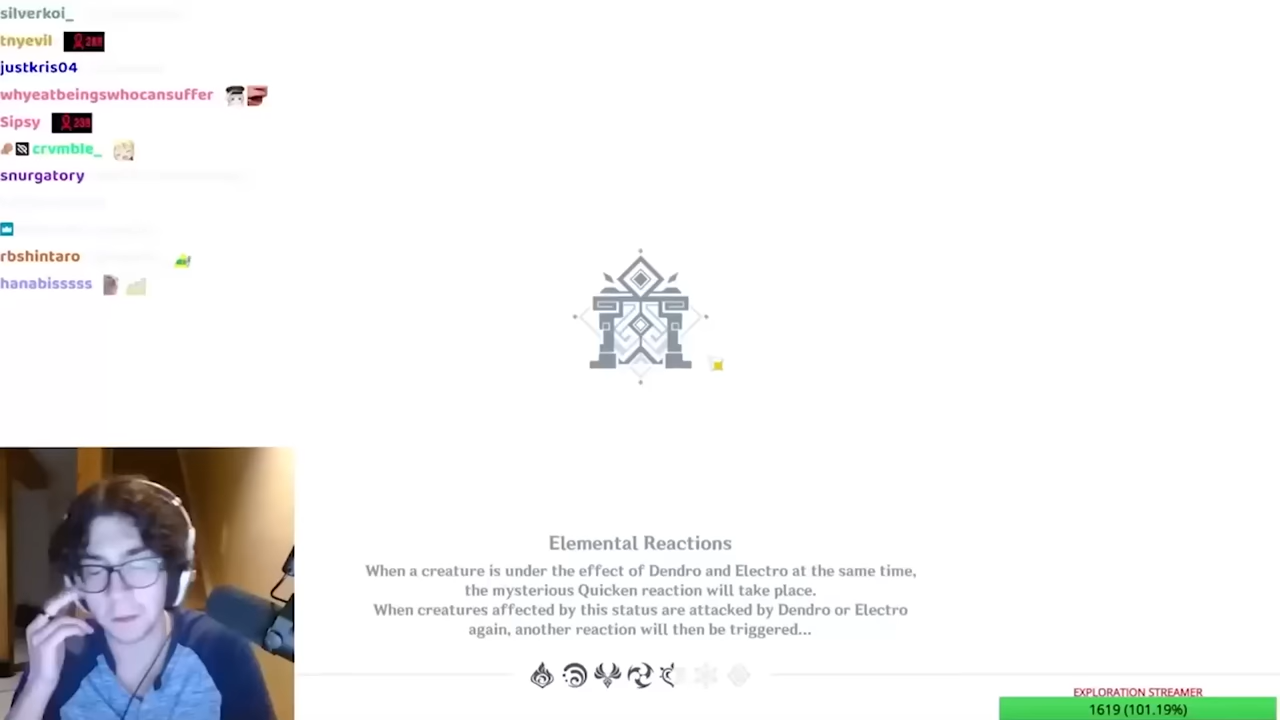 silverkoi_
tnyevil
justkris04
whyeatbeingswhocansuffer
Sipsy
crvmble_
snurgatory
rbshintaro
hanabisssss
Elemental Reactions
When a creature is under the effect of Dendro and Electro at the same time,
the mysterious Quicken reaction will take place.
When creatures affected by this status are attacked by Dendro or Electro
again, another reaction will then be triggered...
EXPLORATION STREAMER
1619 (101.19%)